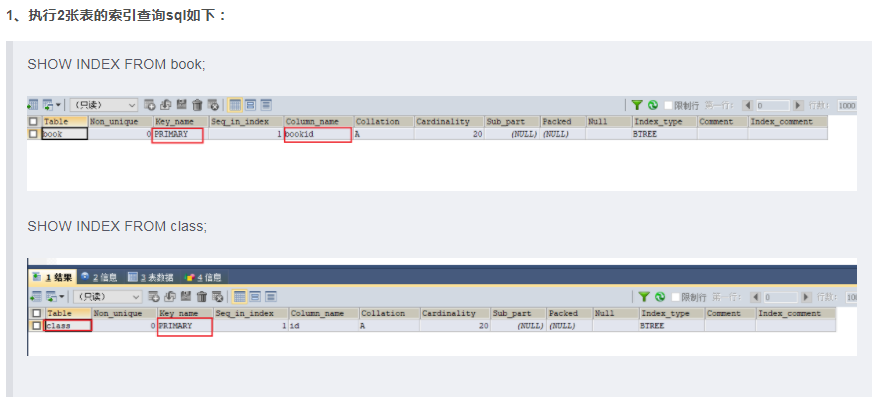 1、执行2张表的索引查询sql如下：
SHOW INDEX FROM book;
（只读） 限制行 第一行： 0 行数： 1000
Table Non_unique Key_name Seq_in_index Column_name Collation Cardinality Sub_part Packed Null Index_type Comment Index_comment
book 0 PRIMARY 1 bookid A 20 (NULL) (NULL) BTREE
SHOW INDEX FROM class;
1 结果 2 信息 3 表数据 4 信息
（只读） 限制行 第一行： 0 行数： 100
Table Non_unique Key_name Seq_in_index Column_name Collation Cardinality Sub_part Packed Null Index_type Comment Index_comment
class 0 PRIMARY 1 id A 20 (NULL) (NULL) BTREE